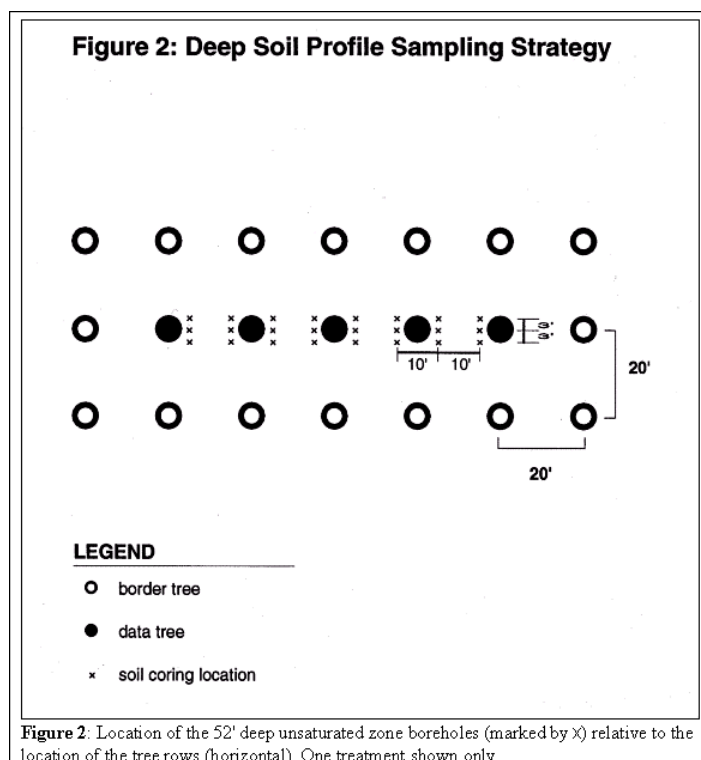 Figure 2: Deep Soil Profile Sampling Strategy
10' 10'
20'
20'
LEGEND
border tree
data tree
x soil coring location
Figure 2: Location of the 52' deep unsaturated zone boreholes (marked by x) relative to the
location of the tree rows (horizontal). One treatment shown only